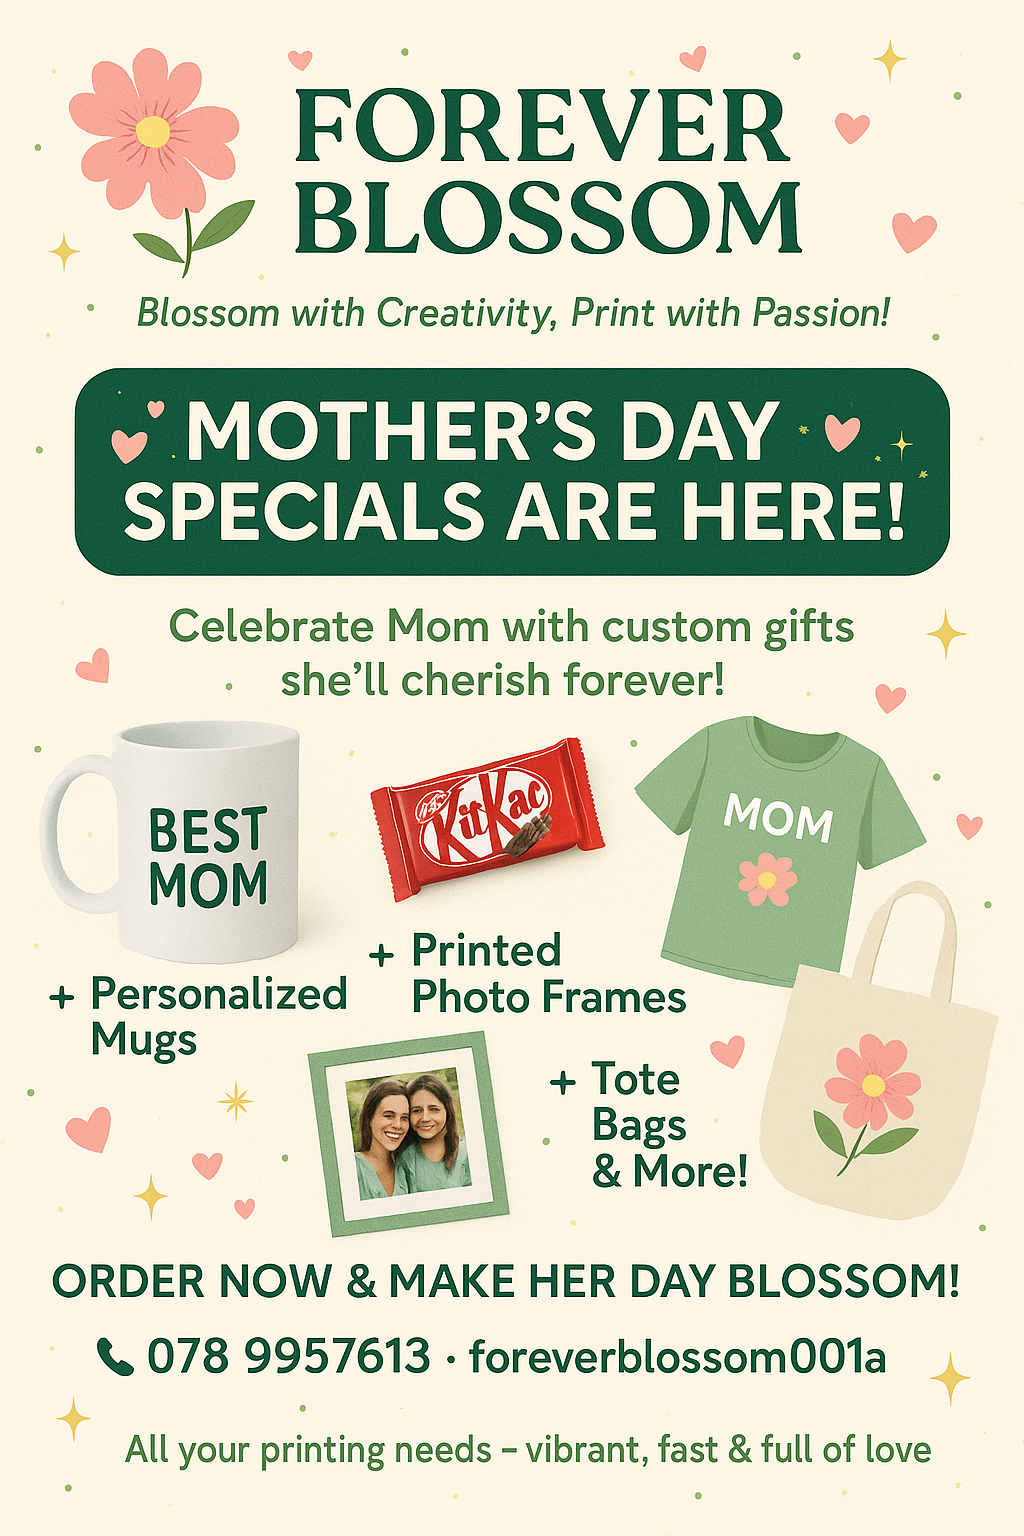 FOREVER
BLOSSOM
Blossom with Creativity, Print with Passion!
MOTHER'S DAY
SPECIALS ARE HERE!
Celebrate Mom with custom gifts
she'll cherish forever!
BEST
MOM
KitKac
MOM
+ Printed
Photo Frames
+ Personalized
Mugs
+ Tote
Bags
& More!
ORDER NOW & MAKE HER DAY BLOSSOM!
078 9957613 · foreverblossom001a
All your printing needs – vibrant, fast & full of love